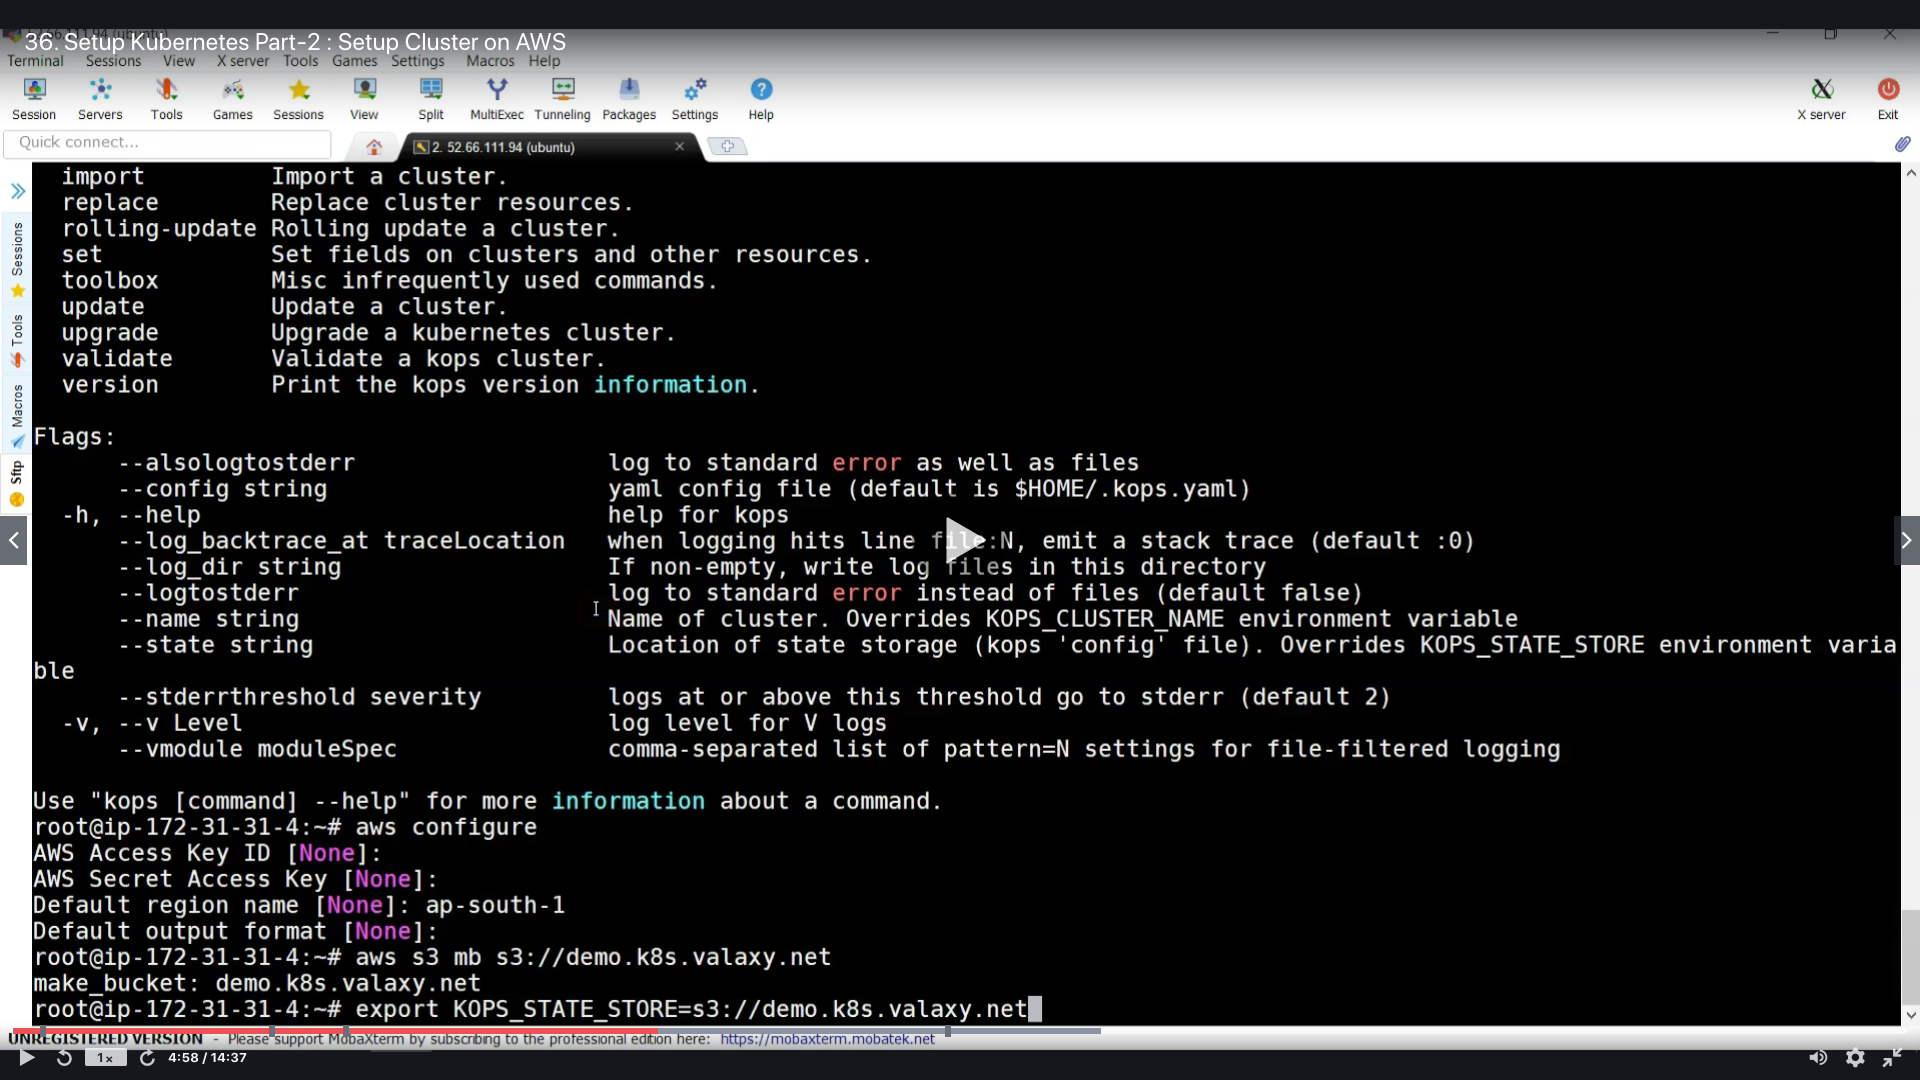 36. Setup Kubernetes Part-2 : Setup Cluster on AWS
Terminal Sessions View X server Tools Games Settings Macros Help
Session Servers Tools Games Sessions View Split MultiExec Tunneling Packages Settings Help X server Exit
Quick connect...
2. 52.66.111.94 (ubuntu)
Sessions
Tools
Macros
Sftp
import Import a cluster.
replace Replace cluster resources.
rolling-update Rolling update a cluster.
set Set fields on clusters and other resources.
toolbox Misc infrequently used commands.
update Update a cluster.
upgrade Upgrade a kubernetes cluster.
validate Validate a kops cluster.
version Print the kops version information.
Flags:
--alsologtostderr log to standard error as well as files
--config string yaml config file (default is $HOME/.kops.yaml)
-h, --help help for kops
--log_backtrace_at traceLocation when logging hits line file:N, emit a stack trace (default :0)
--log_dir string If non-empty, write log files in this directory
--logtostderr log to standard error instead of files (default false)
--name string Name of cluster. Overrides KOPS_CLUSTER_NAME environment variable
--state string Location of state storage (kops 'config' file). Overrides KOPS_STATE_STORE environment varia
ble
--stderrthreshold severity logs at or above this threshold go to stderr (default 2)
-v, --v Level log level for V logs
--vmodule moduleSpec comma-separated list of pattern=N settings for file-filtered logging
Use "kops [command] --help" for more information about a command.
root@ip-172-31-31-4:~# aws configure
AWS Access Key ID [None]:
AWS Secret Access Key [None]:
Default region name [None]: ap-south-1
Default output format [None]:
root@ip-172-31-31-4:~# aws s3 mb s3://demo.k8s.valaxy.net
make_bucket: demo.k8s.valaxy.net
root@ip-172-31-31-4:~# export KOPS_STATE_STORE=s3://demo.k8s.valaxy.net
UNREGISTERED VERSION - Please support MobaXterm by subscribing to the professional edition here: https://mobaxterm.mobatek.net
1x 4:58 / 14:37